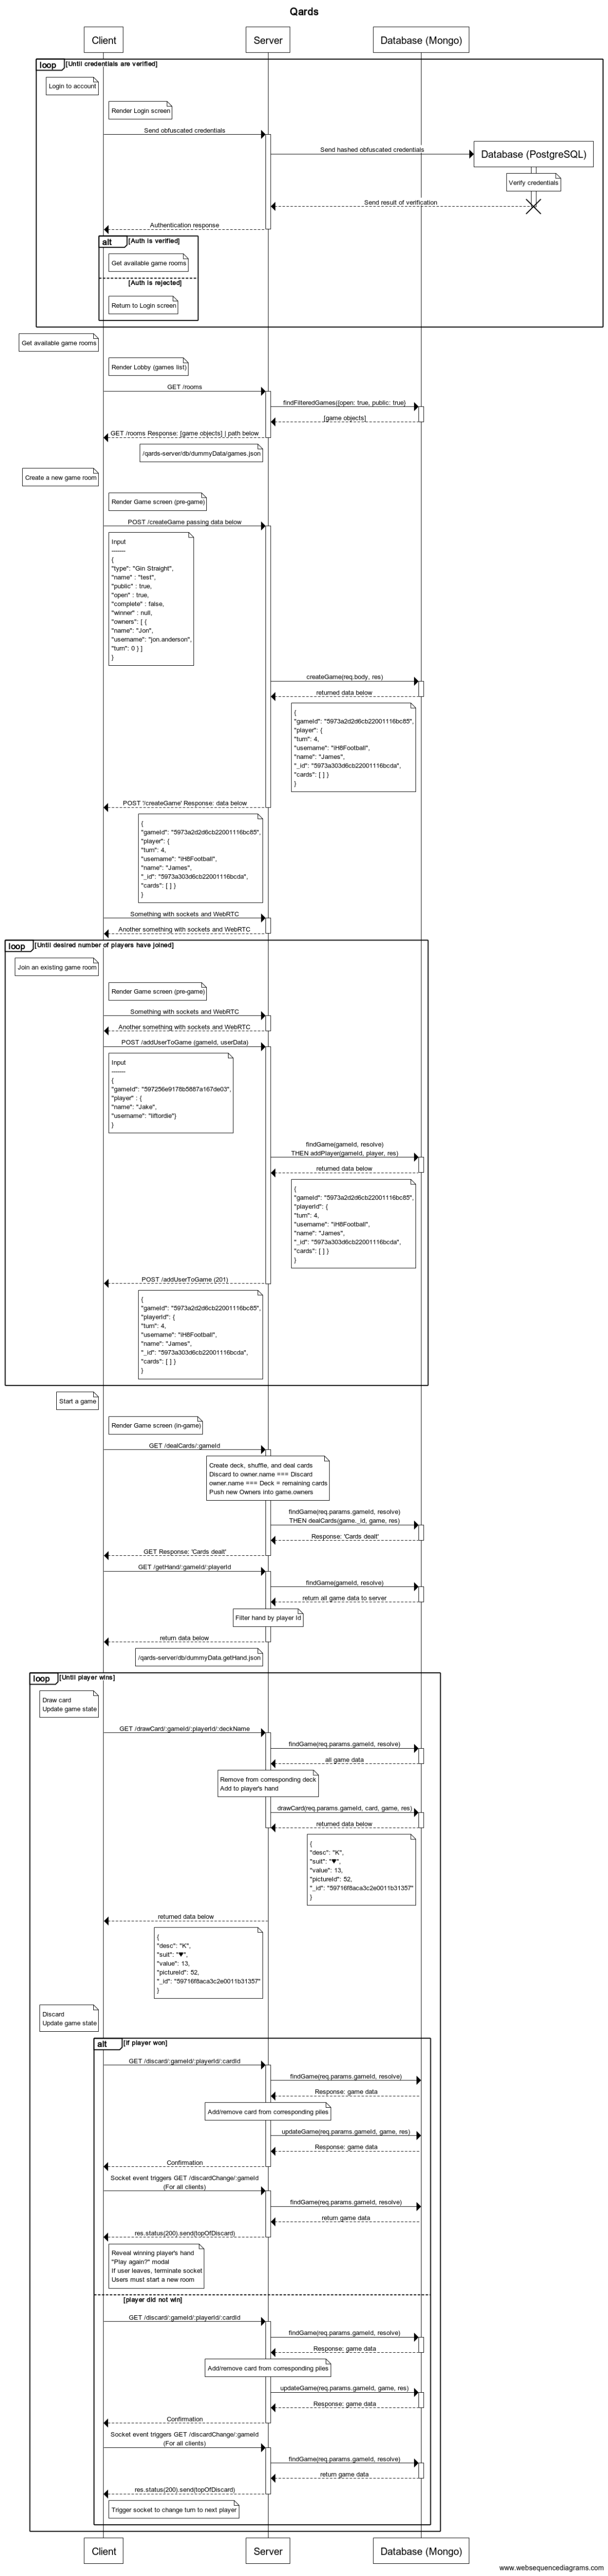 Qards
Client
Server
Database (Mongo)
loop
[Until credentials are verified]
Login to account
Render Login screen
Send obfuscated credentials
Send hashed obfuscated credentials
Database (PostgreSQL)
Verify credentials
Send result of verification
Authentication response
alt
[Auth is verified]
Get available game rooms
[Auth is rejected]
Return to Login screen
Get available game rooms
Render Lobby (games list)
GET /rooms
findFilteredGames({open: true, public: true)
[game objects]
GET /rooms Response: [game objects] | path below
/qards-server/db/dummyData/games.json
Create a new game room
Render Game screen (pre-game)
POST /createGame passing data below
Input
-------
{
"type": "Gin Straight",
"name" : "test",
"public" : true,
"open" : true,
"complete" : false,
"winner" : null,
"owners": [ {
"name": "Jon",
"username": "jon.anderson",
"turn": 0 } ]
}
createGame(req.body, res)
returned data below
{
"gameId": "5973a2d2d6cb22001116bc85",
"player": {
"turn": 4,
"username": "iH8Football",
"name": "James",
"_id": "5973a303d6cb22001116bcda",
"cards": [ ] }
}
POST '/createGame' Response: data below
{
"gameId": "5973a2d2d6cb22001116bc85",
"player": {
"turn": 4,
"username": "iH8Football",
"name": "James",
"_id": "5973a303d6cb22001116bcda",
"cards": [ ] }
}
Something with sockets and WebRTC
Another something with sockets and WebRTC
loop
[Until desired number of players have joined]
Join an existing game room
Render Game screen (pre-game)
Something with sockets and WebRTC
Another something with sockets and WebRTC
POST /addUserToGame (gameId, userData)
Input
-------
{
"gameId": "597256e9178b5887a167de03",
"player" : {
"name": "Jake",
"username": "liftordie"}
}
findGame(gameId, resolve)
THEN addPlayer(gameId, player, res)
returned data below
{
"gameId": "5973a2d2d6cb22001116bc85",
"playerId": {
"turn": 4,
"username": "iH8Football",
"name": "James",
"_id": "5973a303d6cb22001116bcda",
"cards": [ ] }
}
POST /addUserToGame (201)
{
"gameId": "5973a2d2d6cb22001116bc85",
"playerId": {
"turn": 4,
"username": "iH8Football",
"name": "James",
"_id": "5973a303d6cb22001116bcda",
"cards": [ ] }
}
Start a game
Render Game screen (in-game)
GET /dealCards/:gameId
Create deck, shuffle, and deal cards
Discard to owner.name === Discard
owner.name === Deck = remaining cards
Push new Owners into game.owners
findGame(req.params.gameId, resolve)
THEN dealCards(game._id, game, res)
Response: 'Cards dealt'
GET Response: 'Cards dealt'
GET /getHand/:gameId/:playerId
findGame(gameId, resolve)
return all game data to server
Filter hand by player Id
return data below
/qards-server/db/dummyData.getHand.json
loop
[Until player wins]
Draw card
Update game state
GET /drawCard/:gameId/:playerId/:deckName
findGame(req.params.gameId, resolve)
all game data
Remove from corresponding deck
Add to player's hand
drawCard(req.params.gameId, card, game, res)
returned data below
{
"desc": "K",
"suit": "♥",
"value": 13,
"pictureId": 52,
"_id": "59716f8aca3c2e0011b31357"
}
returned data below
{
"desc": "K",
"suit": "♥",
"value": 13,
"pictureId": 52,
"_id": "59716f8aca3c2e0011b31357"
}
Discard
Update game state
alt
[If player won]
GET /discard/:gameId/:playerId/:cardId
findGame(req.params.gameId, resolve)
Response: game data
Add/remove card from corresponding piles
updateGame(req.params.gameId, game, res)
Response: game data
Confirmation
Socket event triggers GET /discardChange/:gameId
(For all clients)
findGame(req.params.gameId, resolve)
return game data
res.status(200).send(topOfDiscard)
Reveal winning player's hand
"Play again?" modal
If user leaves, terminate socket
Users must start a new room
[player did not win]
GET /discard/:gameId/:playerId/:cardId
findGame(req.params.gameId, resolve)
Response: game data
Add/remove card from corresponding piles
updateGame(req.params.gameId, game, res)
Response: game data
Confirmation
Socket event triggers GET /discardChange/:gameId
(For all clients)
findGame(req.params.gameId, resolve)
return game data
res.status(200).send(topOfDiscard)
Trigger socket to change turn to next player
Client
Server
Database (Mongo)
www.websequencediagrams.com